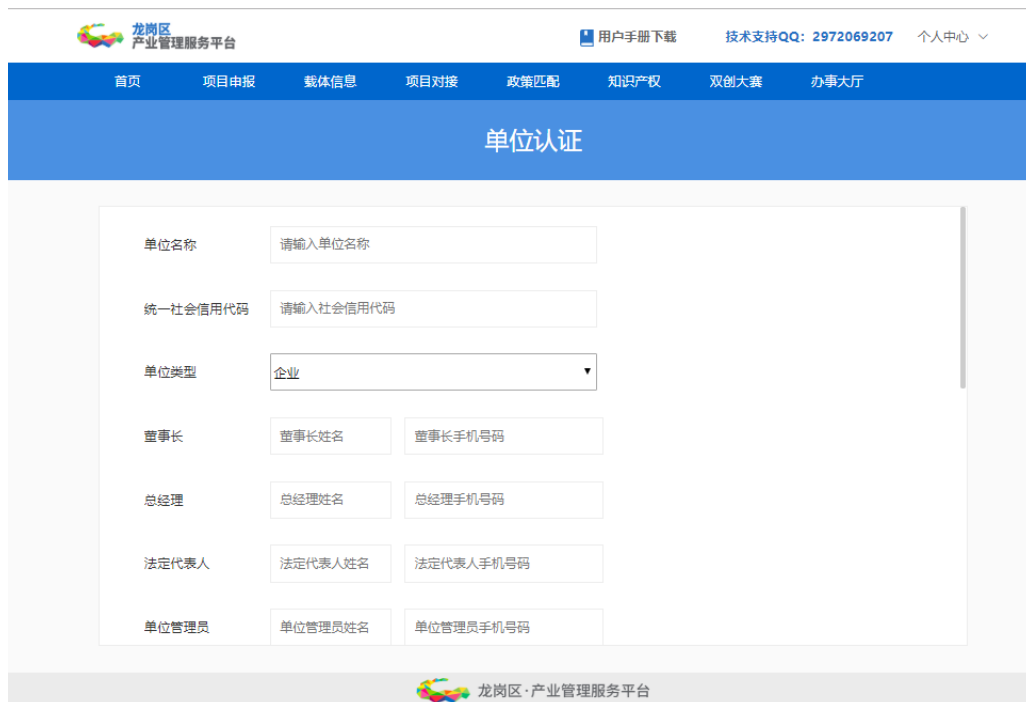 龙岗区
产业管理服务平台
用户手册下载 技术支持QQ：2972069207 个人中心
首页 项目申报 载体信息 项目对接 政策匹配 知识产权 双创大赛 办事大厅
单位认证
单位名称 请输入单位名称
统一社会信用代码 请输入社会信用代码
单位类型 企业
董事长 董事长姓名 董事长手机号码
总经理 总经理姓名 总经理手机号码
法定代表人 法定代表人姓名 法定代表人手机号码
单位管理员 单位管理员姓名 单位管理员手机号码
龙岗区·产业管理服务平台